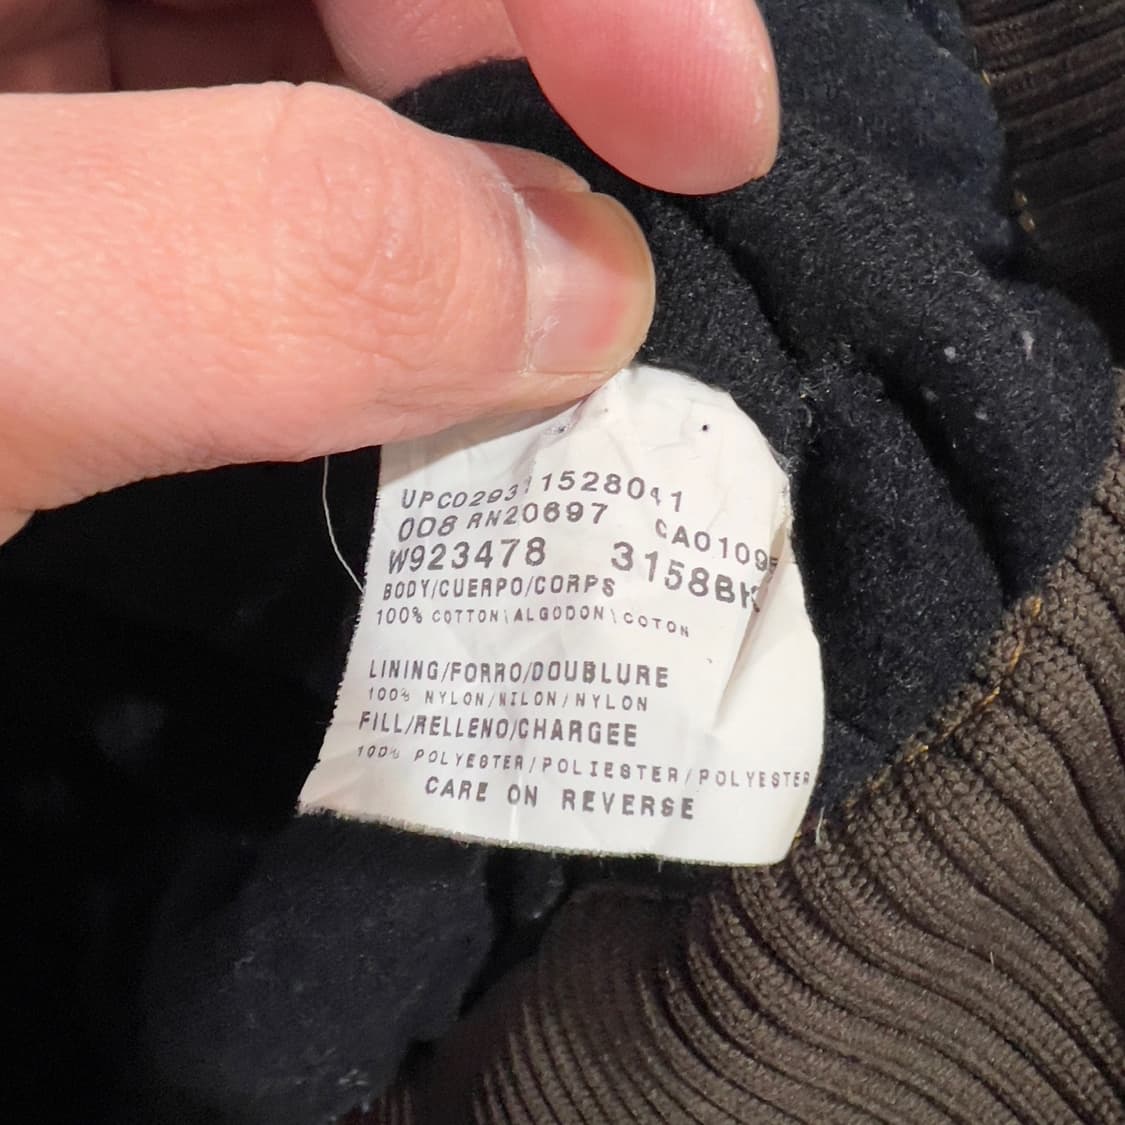 UPC029311528041
008 RN20697 CA0109
W923478 3158BK
BODY/CUERPO/CORPS
100% COTTON\ALGODON\COTON
LINING/FORRO/DOUBLURE
100% NYLON/NILON/NYLON
FILL/RELLENO/CHARGEE
100% POLYESTER/POLIESTER/POLYESTER
CARE ON REVERSE